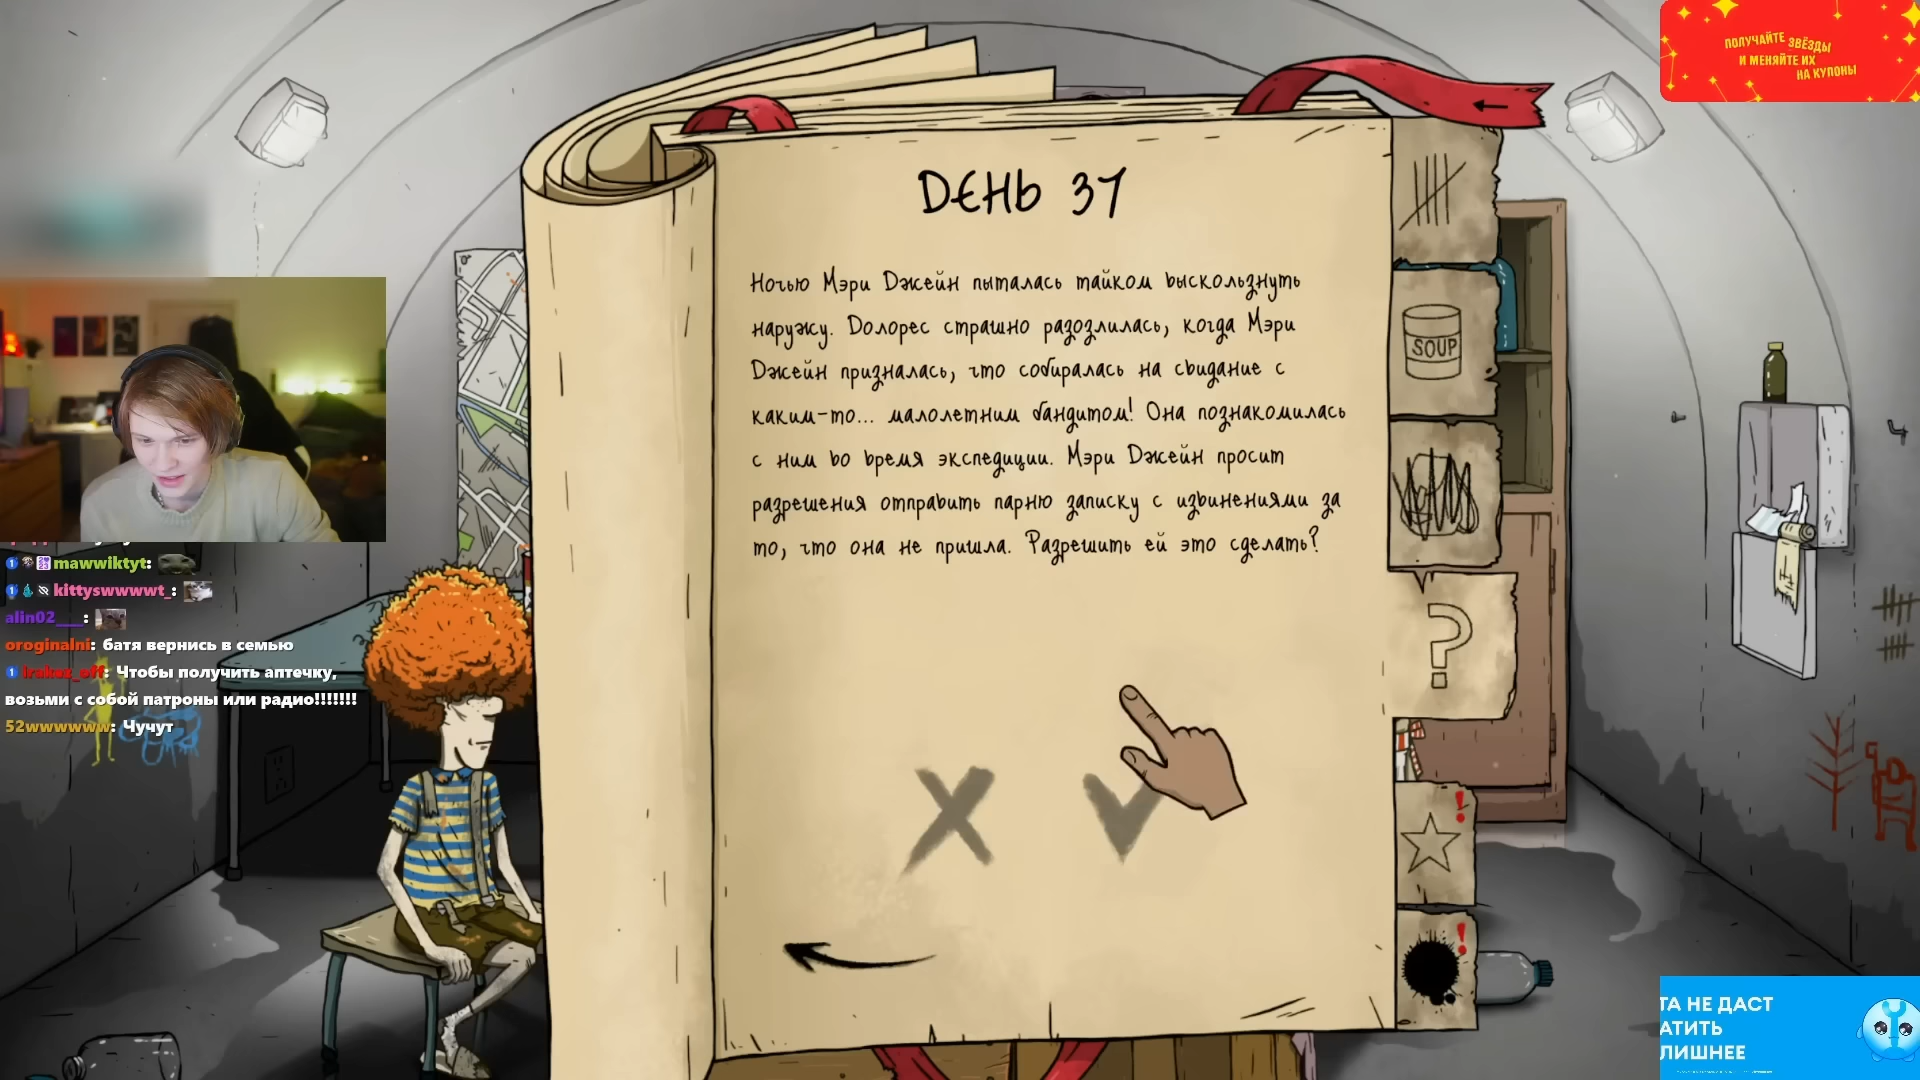 ДЕНЬ 37
Ночью Мэри Джейн пыталась тайком выскользнуть
наружу. Долорес страшно разозлилась, когда Мэри
Джейн призналась, что собиралась на свидание с
каким-то... малолетним бандитом! Она познакомилась
с ним во время экспедиции. Мэри Джейн просит
разрешения отправить парню записку с извинениями за
то, что она не пришла. Разрешить ей это сделать?
SOUP
?
!
!
ПОЛУЧАЙТЕ ЗВЁЗДЫ
И МЕНЯЙТЕ ИХ
НА КУПОНЫ
mawwiktyt:
kittyswwwwt_:
alin02___:
oroginalni: батя вернись в семью
Чтобы получить аптечку,
возьми с собой патроны или радио!!!!!!!
52wwwwww: Чучут
ТА НЕ ДАСТ
АТИТЬ
ЛИШНЕЕ